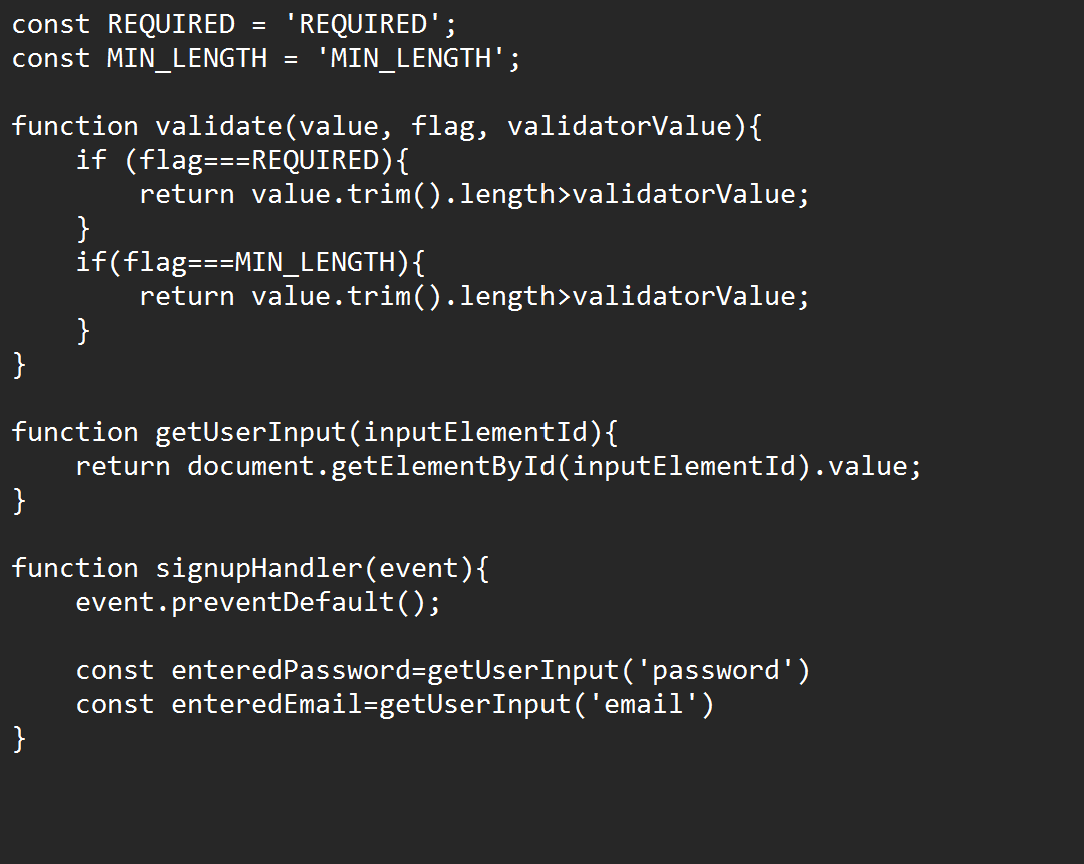 const REQUIRED = 'REQUIRED';
const MIN_LENGTH = 'MIN_LENGTH';

function validate(value, flag, validatorValue){
    if (flag===REQUIRED){
        return value.trim().length>validatorValue;
    }
    if(flag===MIN_LENGTH){
        return value.trim().length>validatorValue;
    }
}

function getUserInput(inputElementId){
    return document.getElementById(inputElementId).value;
}

function signupHandler(event){
    event.preventDefault();

    const enteredPassword=getUserInput('password')
    const enteredEmail=getUserInput('email')
}